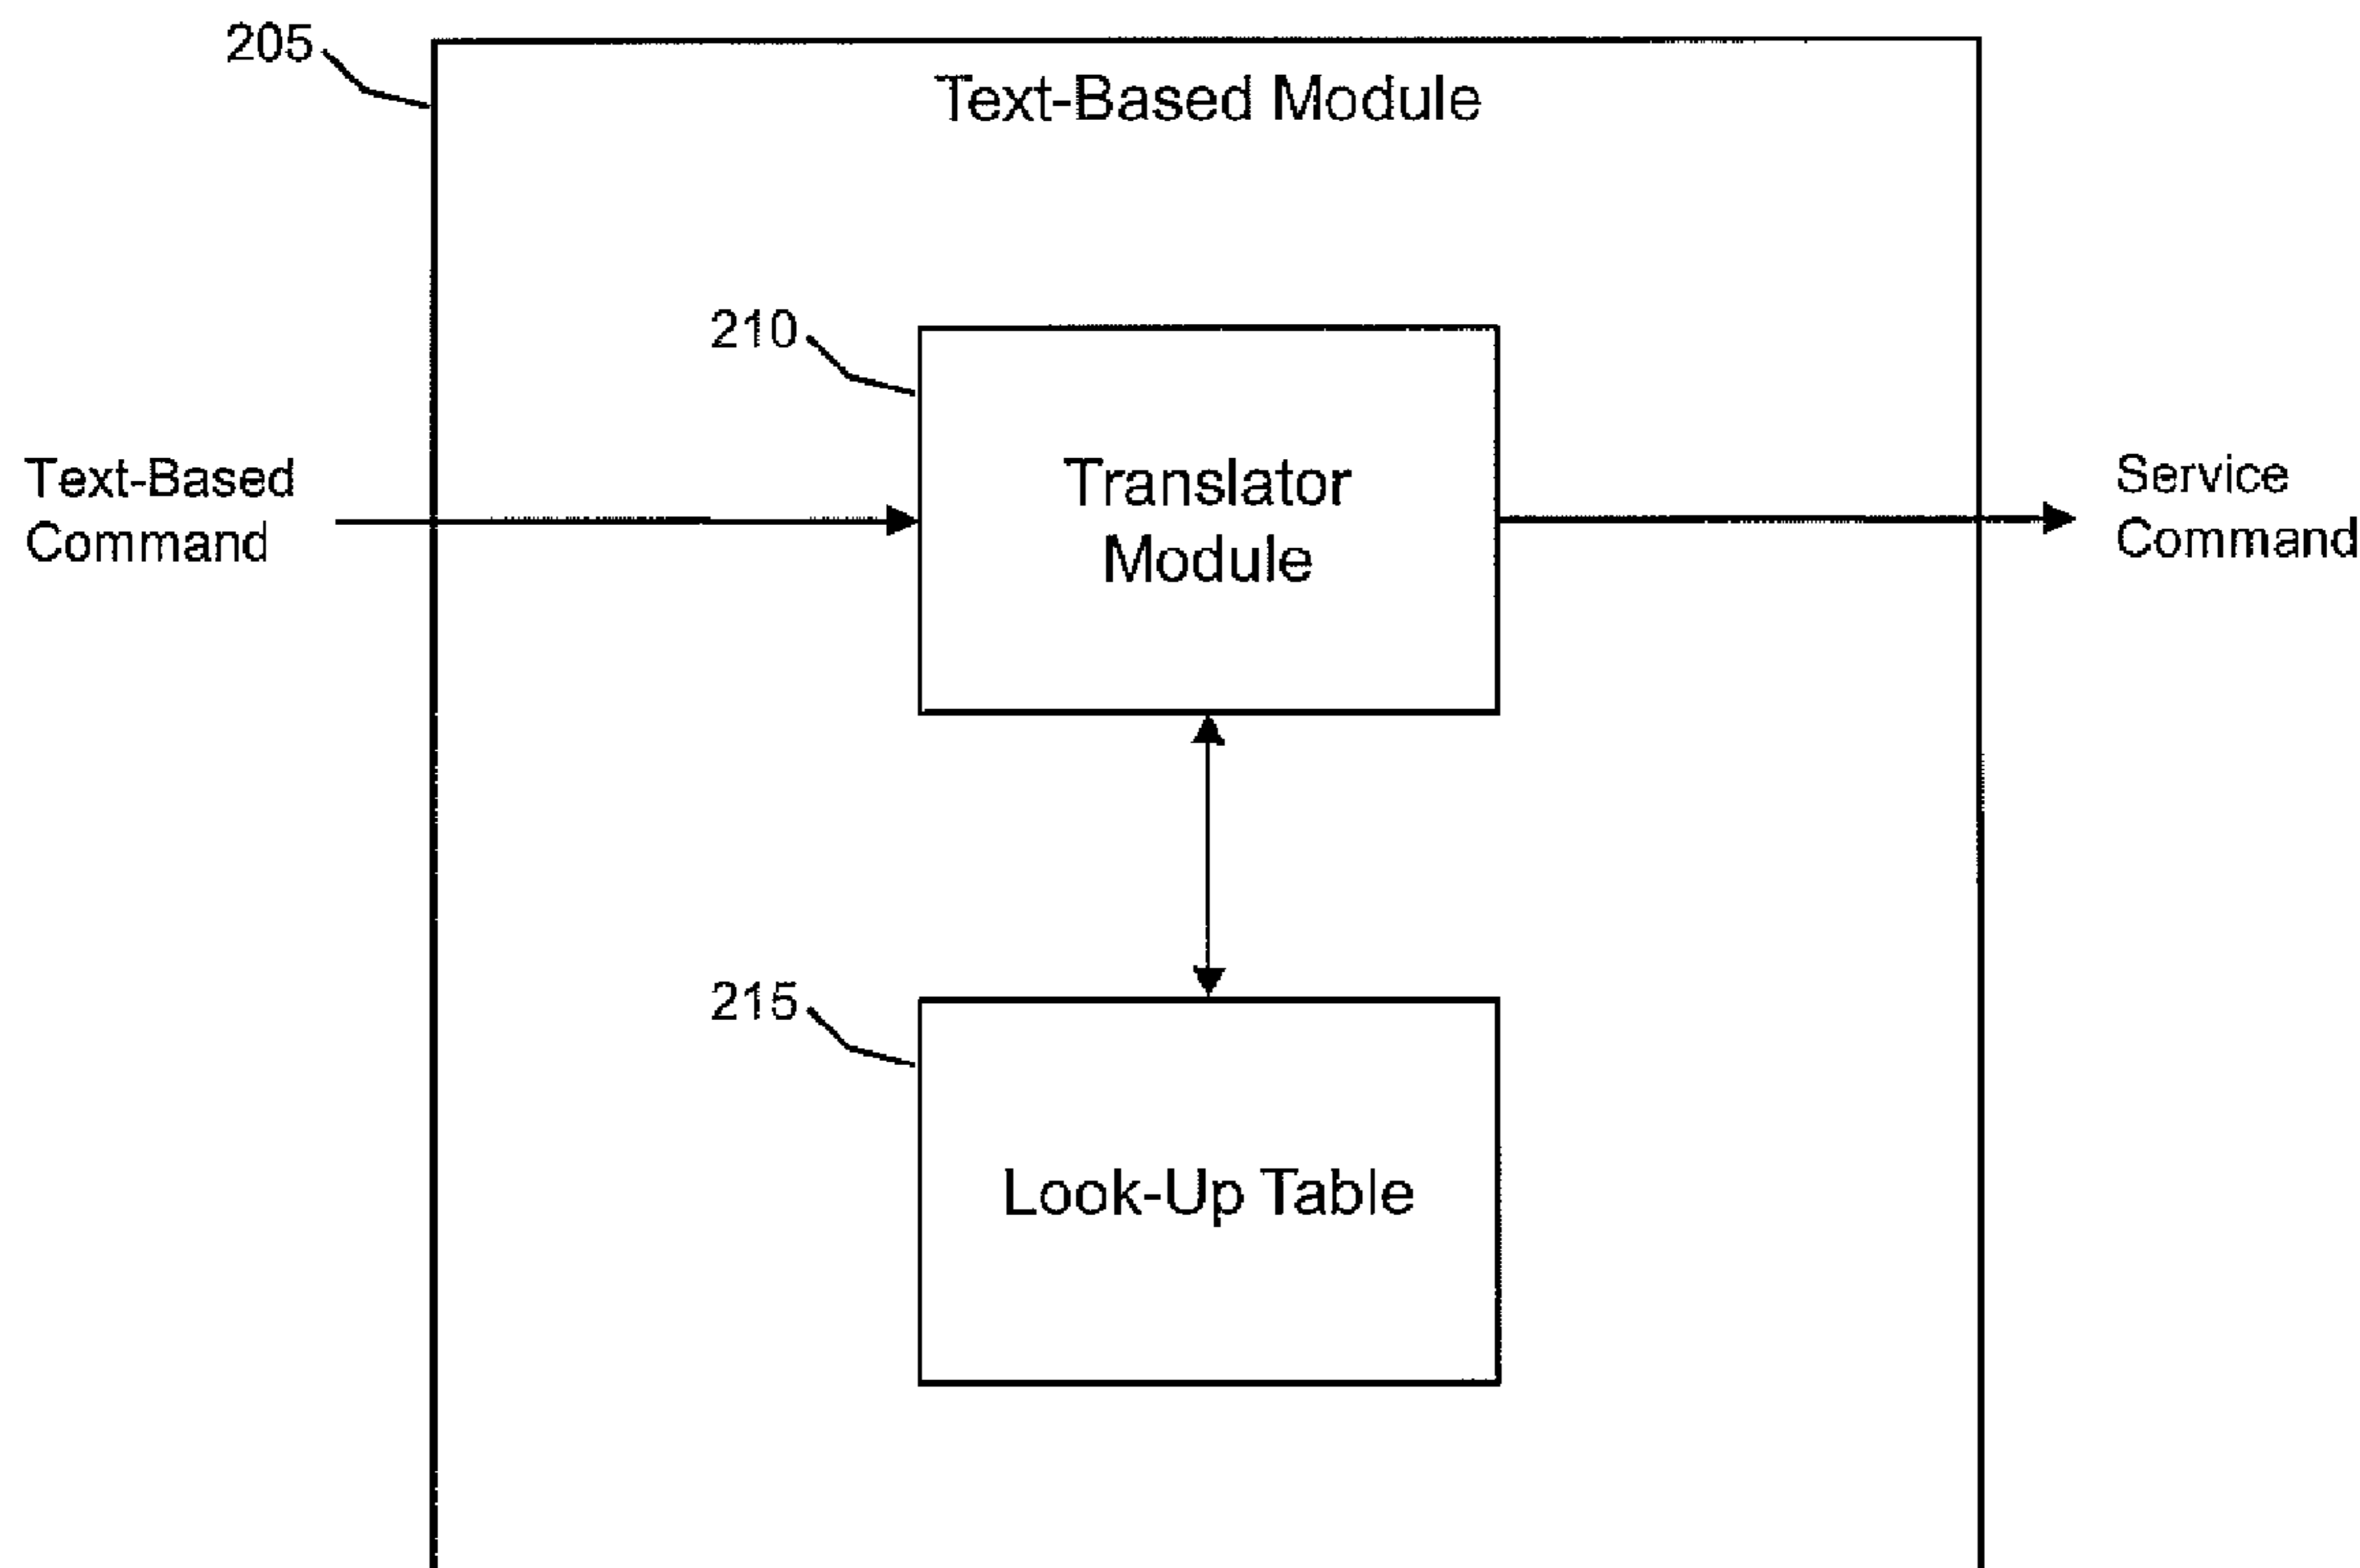 205
Text-Based Module
210
Text-Based
Command
Translator
Module
Service
Command
215
Look-Up Table